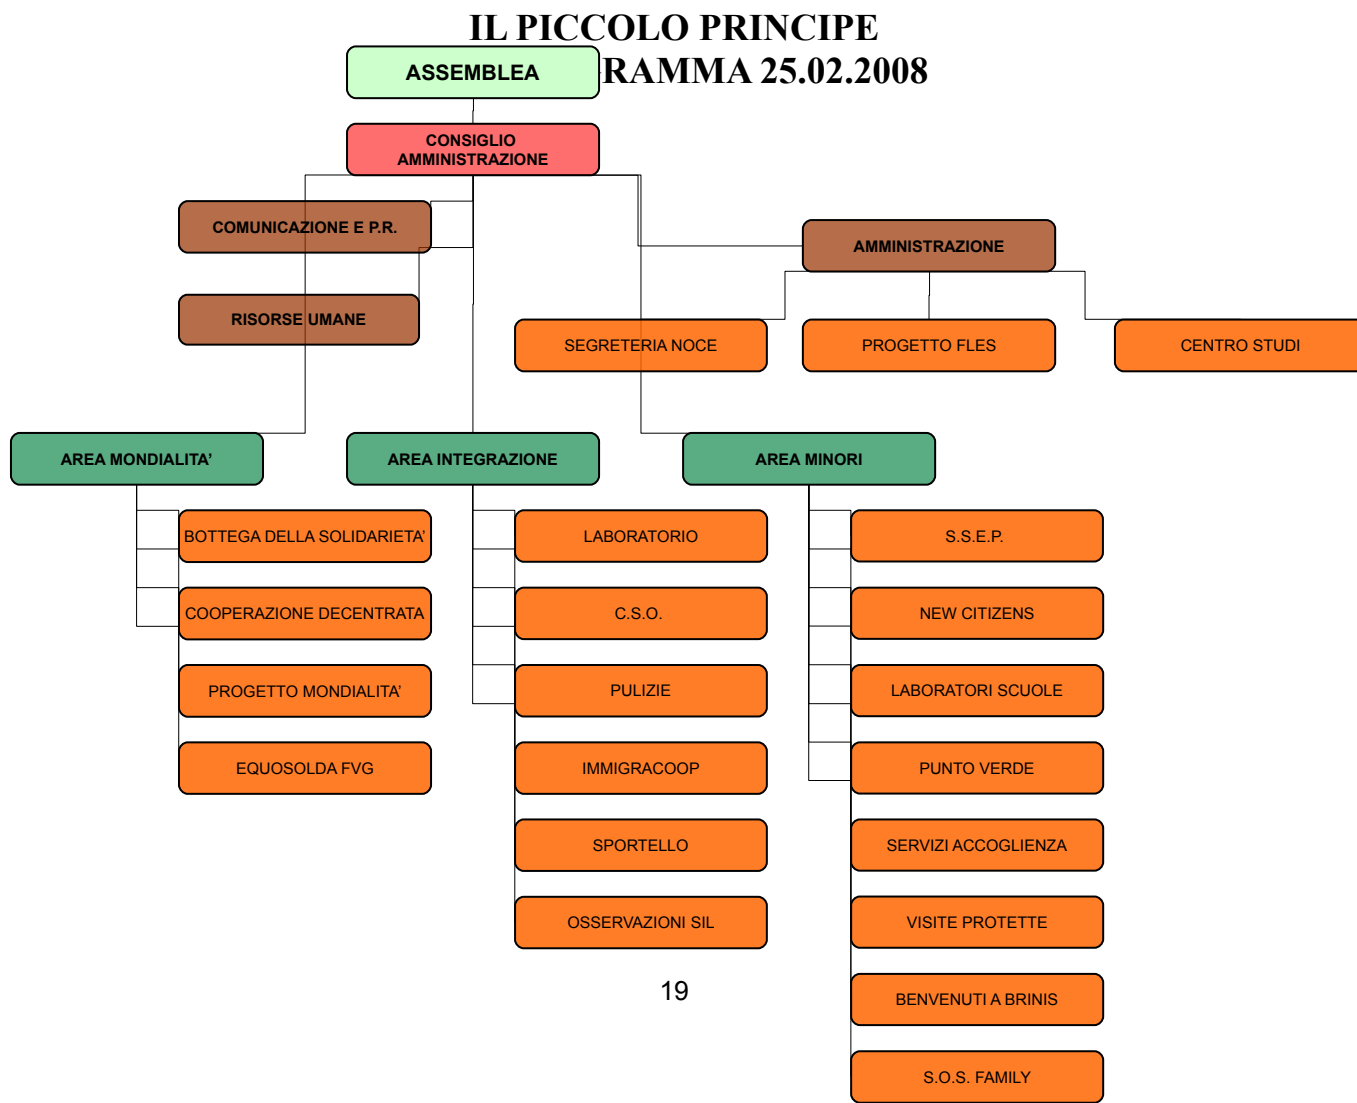 IL PICCOLO PRINCIPE
RAMMA 25.02.2008
ASSEMBLEA
CONSIGLIO
AMMINISTRAZIONE
COMUNICAZIONE E P.R.
AMMINISTRAZIONE
RISORSE UMANE
SEGRETERIA NOCE
PROGETTO FLES
CENTRO STUDI
AREA MONDIALITA'
AREA INTEGRAZIONE
AREA MINORI
BOTTEGA DELLA SOLIDARIETA'
COOPERAZIONE DECENTRATA
PROGETTO MONDIALITA'
EQUOSOLDA FVG
LABORATORIO
C.S.O.
PULIZIE
IMMIGRACOOP
SPORTELLO
OSSERVAZIONI SIL
S.S.E.P.
NEW CITIZENS
LABORATORI SCUOLE
PUNTO VERDE
SERVIZI ACCOGLIENZA
VISITE PROTETTE
BENVENUTI A BRINIS
S.O.S. FAMILY
19